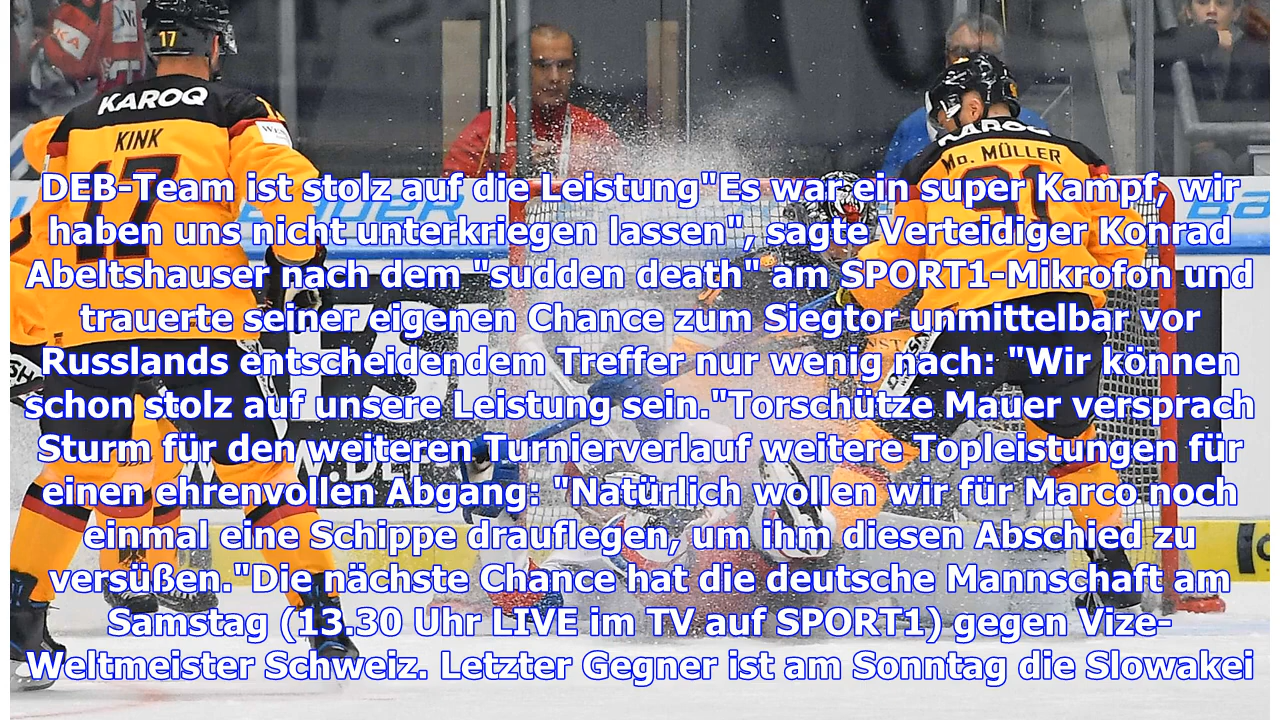 17
KAROQ
KINK
17
KAROQ
Mo. MÜLLER
91
DEB-Team ist stolz auf die Leistung"Es war ein super Kampf, wir
haben uns nicht unterkriegen lassen", sagte Verteidiger Konrad
Abeltshauser nach dem "sudden death" am SPORT1-Mikrofon und
trauerte seiner eigenen Chance zum Siegtor unmittelbar vor
Russlands entscheidendem Treffer nur wenig nach: "Wir können
schon stolz auf unsere Leistung sein."Torschütze Mauer versprach
Sturm für den weiteren Turnierverlauf weitere Topleistungen für
einen ehrenvollen Abgang: "Natürlich wollen wir für Marco noch
einmal eine Schippe drauflegen, um ihm diesen Abschied zu
versüßen."Die nächste Chance hat die deutsche Mannschaft am
Samstag (13.30 Uhr LIVE im TV auf SPORT1) gegen Vize-
Weltmeister Schweiz. Letzter Gegner ist am Sonntag die Slowakei